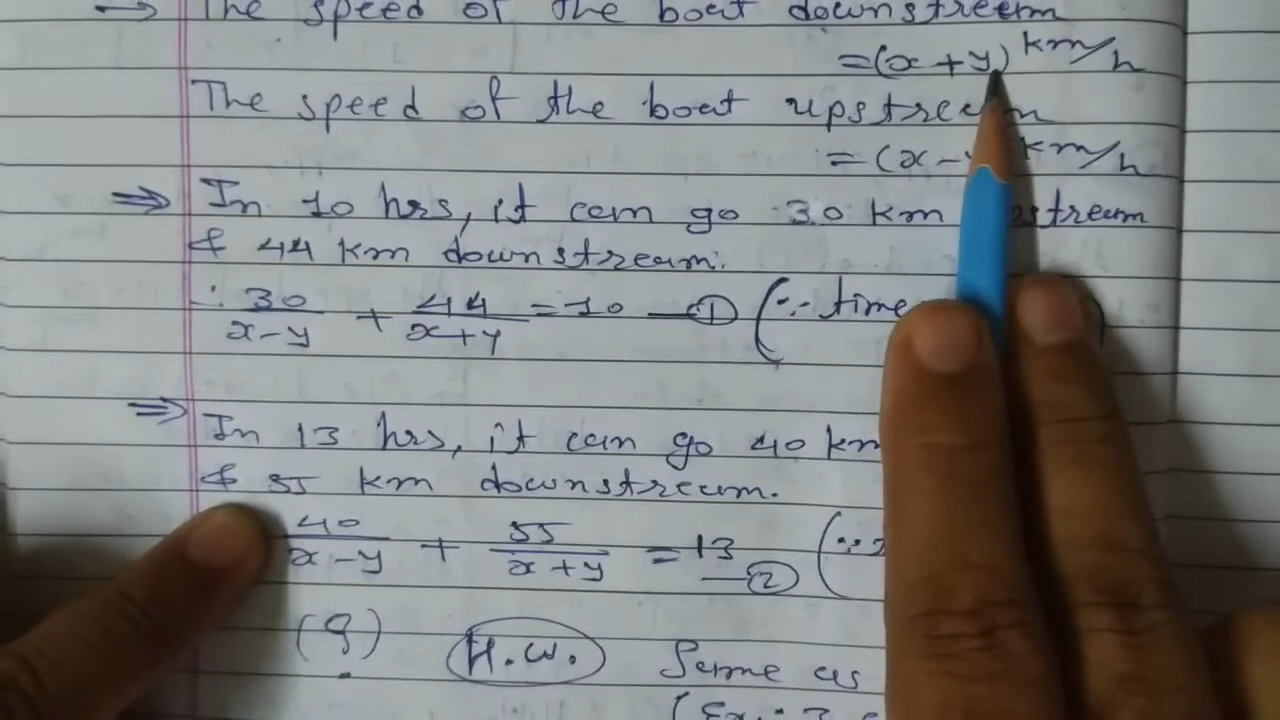 → The speed of the boat downstream
= (x + y) km/h
The speed of the boat upstream
= (x - km/h
⇒ In 10 hrs, it can go 30 km
& 44 km downstream.
∴ 30/(x-y) + 44/(x+y) = 10 — ① (∵ time
⇒ In 13 hrs, it can go 40 km
& 55 km downstream.
40/(x-y) + 55/(x+y) = 13 — ② (∵
(9) H.W. Same as
(Ex. 3